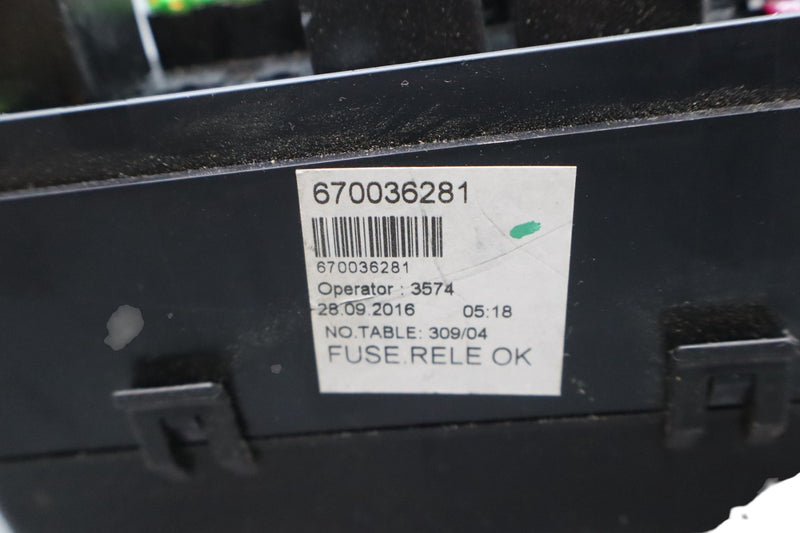 670036281
670036281
Operator : 3574
28.09.2016 05:18
NO.TABLE: 309/04
FUSE.RELE OK